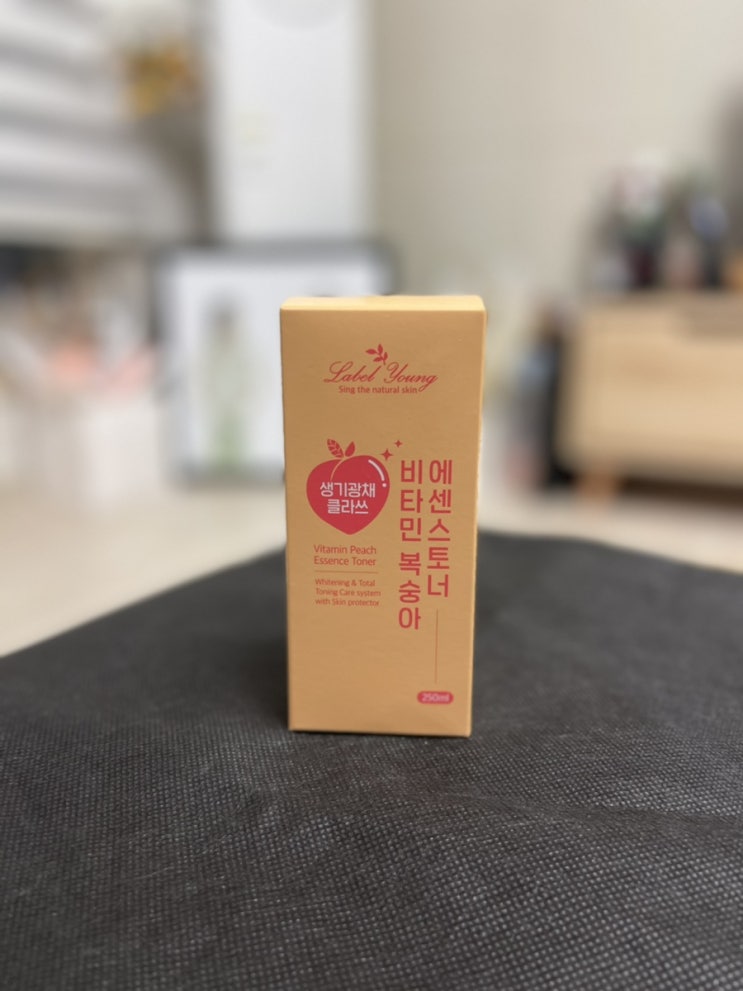 Label Young
Sing the natural skin
생기광채
클라쓰
비타민 복숭아
에센스토너
Vitamin Peach
Essence Toner
Whitening & Total
Toning Care system
with Skin protector
250ml